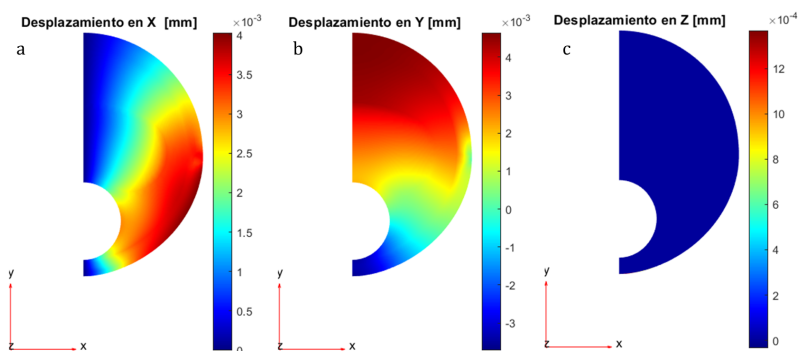 Desplazamiento en X [mm]
×10⁻³
a
4
3.5
3
2.5
2
1.5
1
0.5
0
y
z
x
Desplazamiento en Y [mm]
×10⁻³
b
4
3
2
1
0
-1
-2
-3
y
z
x
Desplazamiento en Z [mm]
×10⁻⁴
c
12
10
8
6
4
2
0
y
z
x